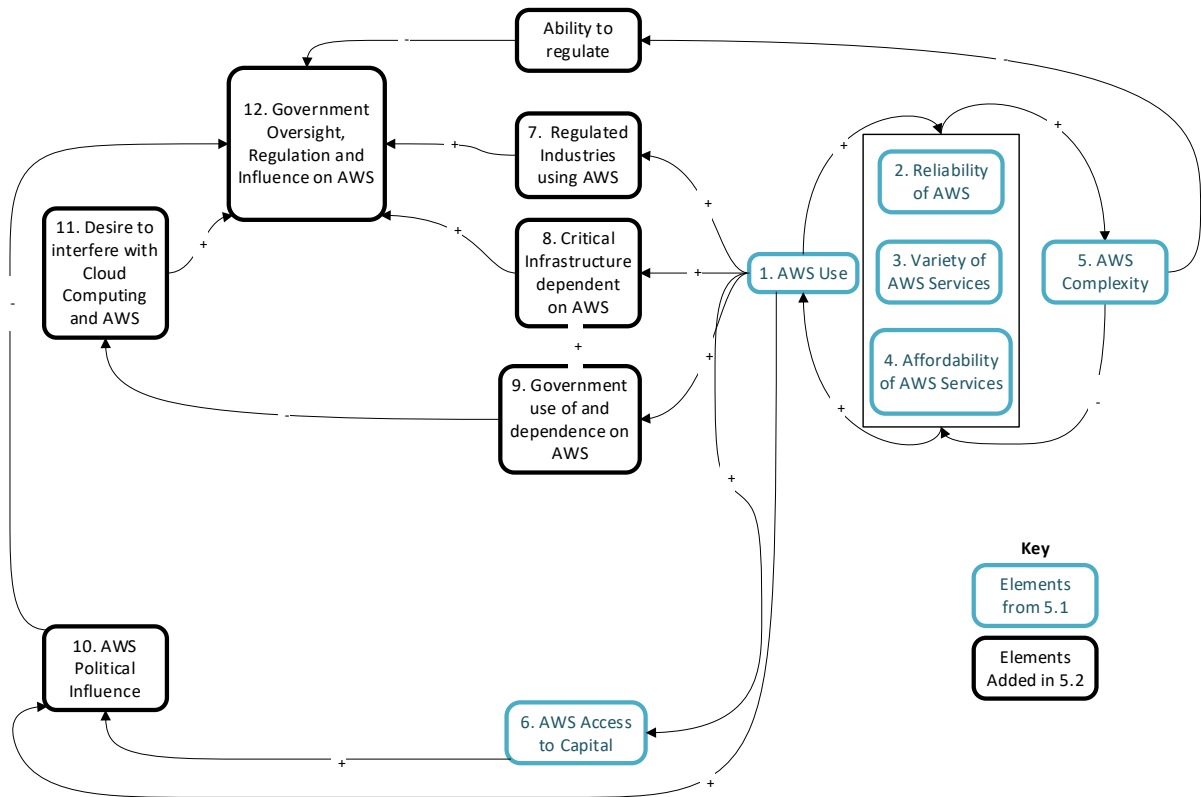 Ability to
regulate
-
-
12. Government
Oversight,
Regulation and
Influence on AWS
+
7. Regulated
Industries
using AWS
+
+
2. Reliability
of AWS
+
11. Desire to
interfere with
Cloud
Computing
and AWS
+
+
8. Critical
Infrastructure
dependent
on AWS
+
1. AWS Use
3. Variety of
AWS Services
5. AWS
Complexity
-
+
+
4. Affordability
of AWS Services
9. Government
use of and
dependence on
AWS
-
+
-
+
Key
Elements
from 5.1
Elements
Added in 5.2
10. AWS
Political
Influence
6. AWS Access
to Capital
+
+